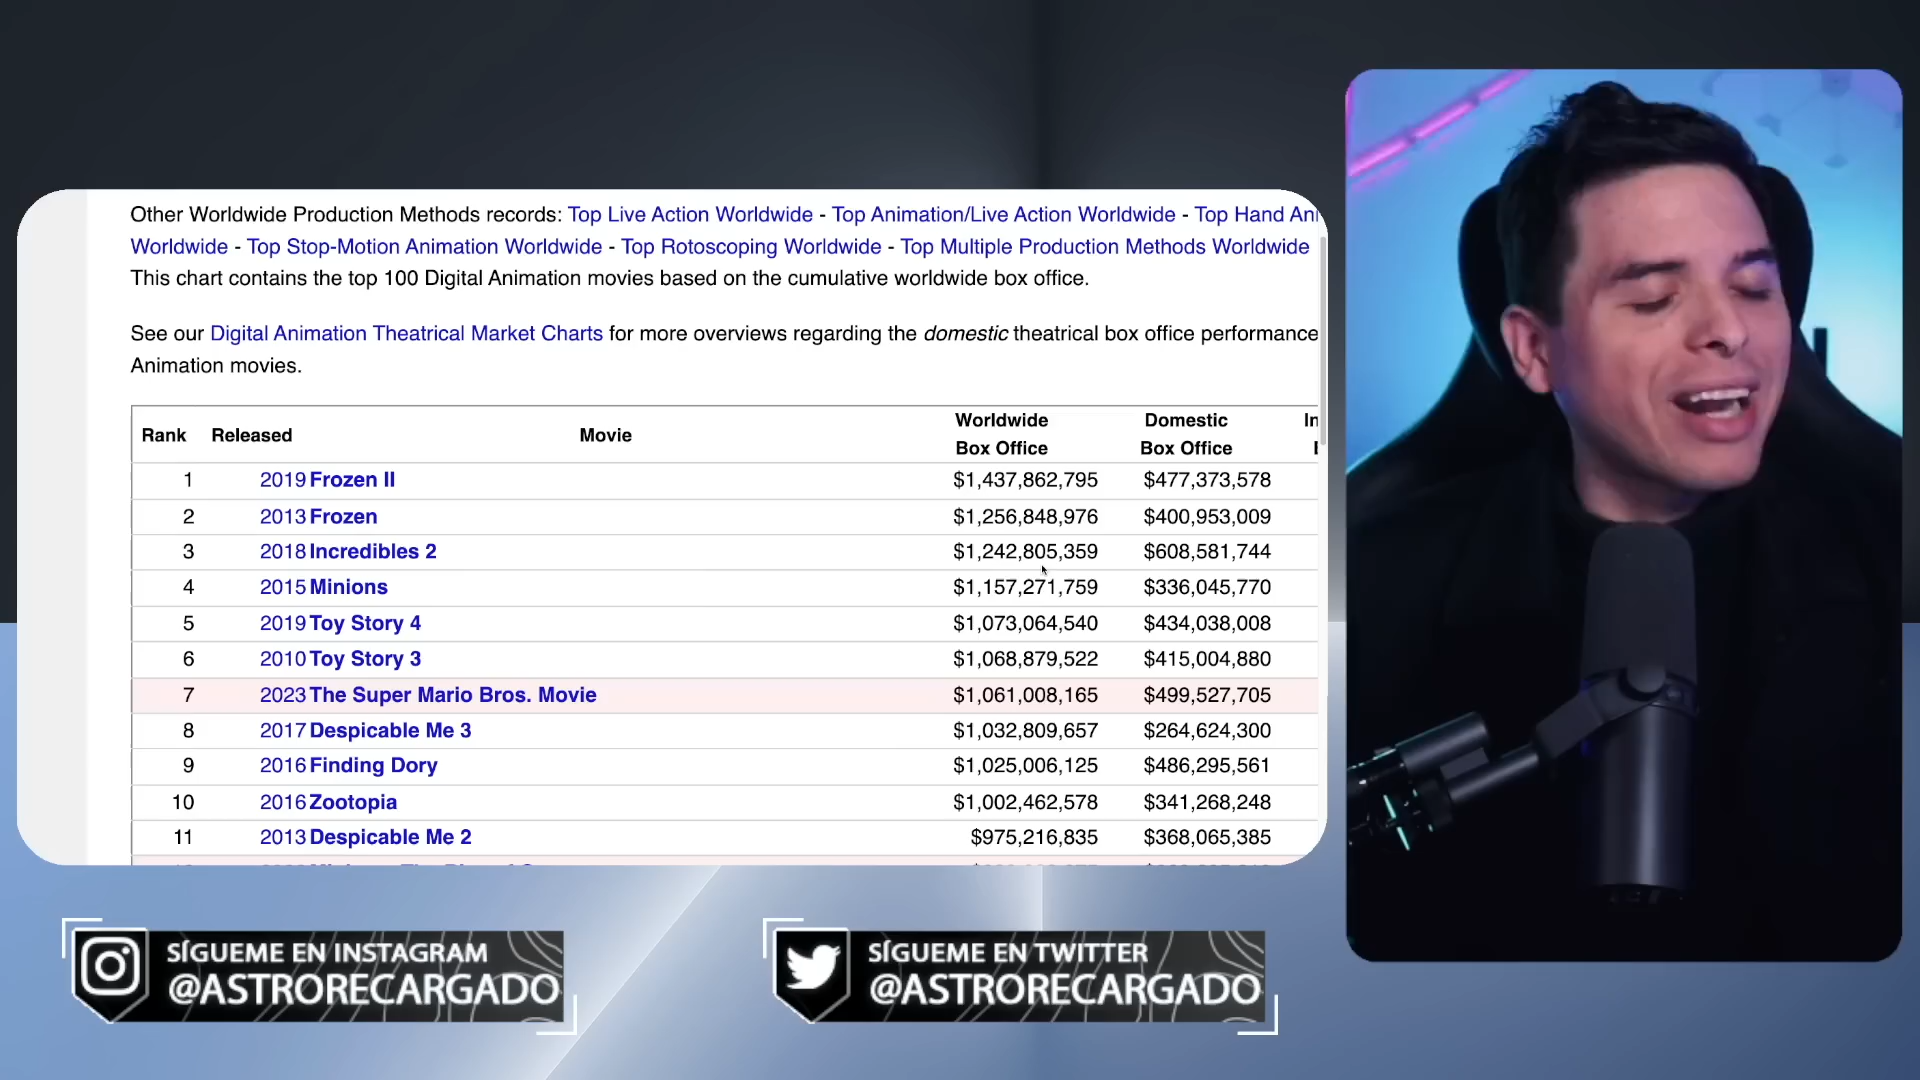 Other Worldwide Production Methods records: Top Live Action Worldwide - Top Animation/Live Action Worldwide - Top Hand Ani
Worldwide - Top Stop-Motion Animation Worldwide - Top Rotoscoping Worldwide - Top Multiple Production Methods Worldwide
This chart contains the top 100 Digital Animation movies based on the cumulative worldwide box office.
See our Digital Animation Theatrical Market Charts for more overviews regarding the domestic theatrical box office performance
Animation movies.
Rank Released Movie Worldwide Box Office Domestic Box Office In
1 2019 Frozen II $1,437,862,795 $477,373,578
2 2013 Frozen $1,256,848,976 $400,953,009
3 2018 Incredibles 2 $1,242,805,359 $608,581,744
4 2015 Minions $1,157,271,759 $336,045,770
5 2019 Toy Story 4 $1,073,064,540 $434,038,008
6 2010 Toy Story 3 $1,068,879,522 $415,004,880
7 2023 The Super Mario Bros. Movie $1,061,008,165 $499,527,705
8 2017 Despicable Me 3 $1,032,809,657 $264,624,300
9 2016 Finding Dory $1,025,006,125 $486,295,561
10 2016 Zootopia $1,002,462,578 $341,268,248
11 2013 Despicable Me 2 $975,216,835 $368,065,385
SÍGUEME EN INSTAGRAM
@ASTRORECARGADO
SÍGUEME EN TWITTER
@ASTRORECARGADO